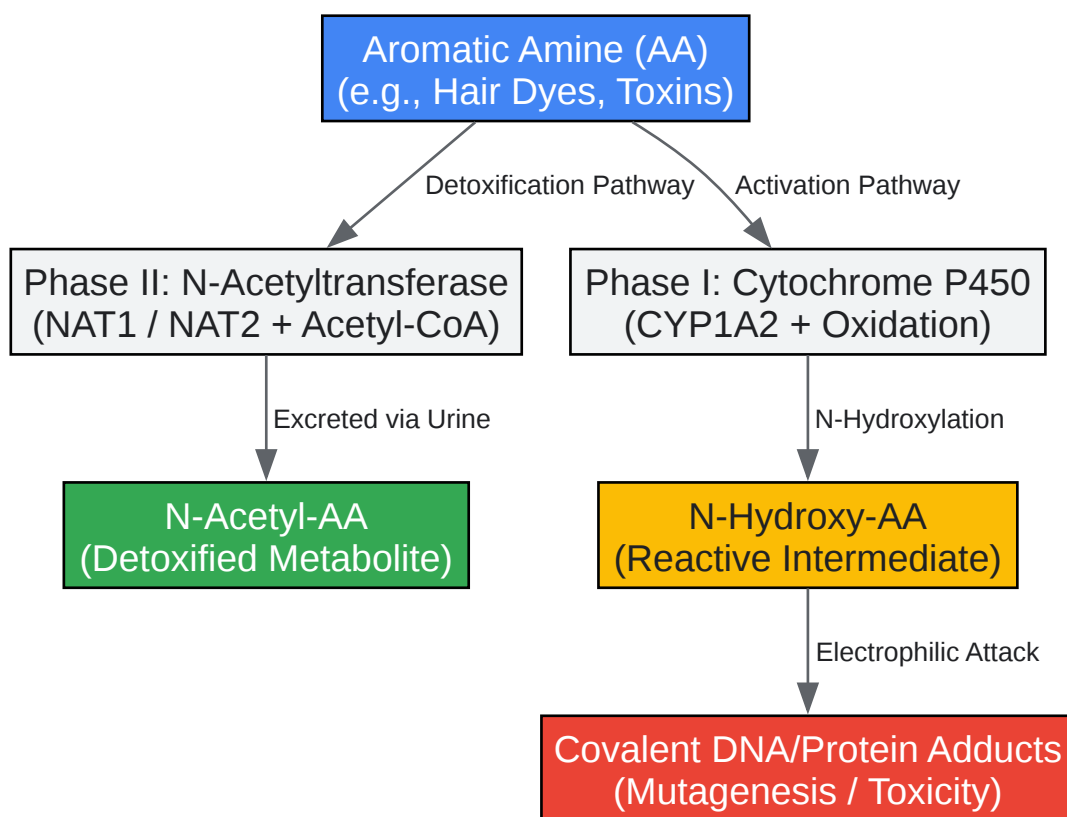 Aromatic Amine (AA)
(e.g., Hair Dyes, Toxins)
Detoxification Pathway
Activation Pathway
Phase II: N-Acetyltransferase
(NAT1 / NAT2 + Acetyl-CoA)
Phase I: Cytochrome P450
(CYP1A2 + Oxidation)
Excreted via Urine
N-Hydroxylation
N-Acetyl-AA
(Detoxified Metabolite)
N-Hydroxy-AA
(Reactive Intermediate)
Electrophilic Attack
Covalent DNA/Protein Adducts
(Mutagenesis / Toxicity)